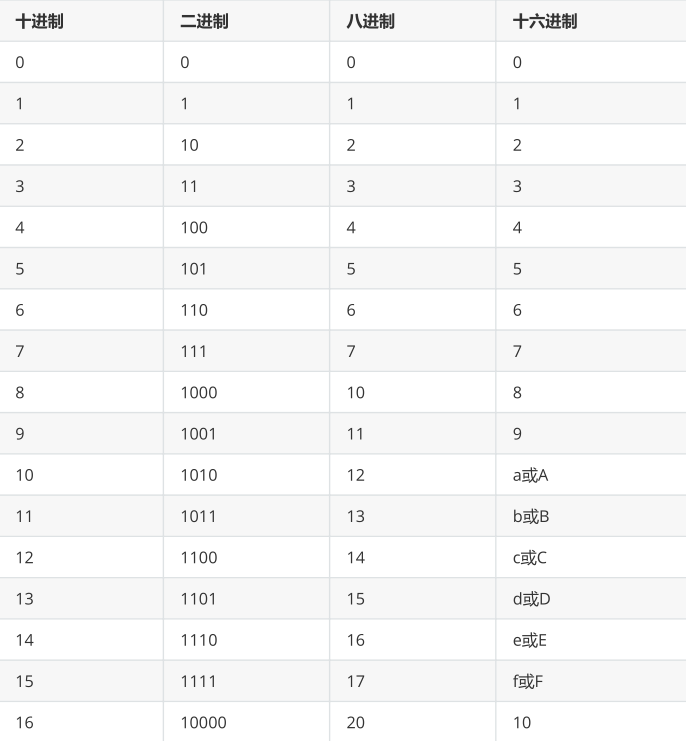 十进制 二进制 八进制 十六进制
0 0 0 0
1 1 1 1
2 10 2 2
3 11 3 3
4 100 4 4
5 101 5 5
6 110 6 6
7 111 7 7
8 1000 10 8
9 1001 11 9
10 1010 12 a或A
11 1011 13 b或B
12 1100 14 c或C
13 1101 15 d或D
14 1110 16 e或E
15 1111 17 f或F
16 10000 20 10